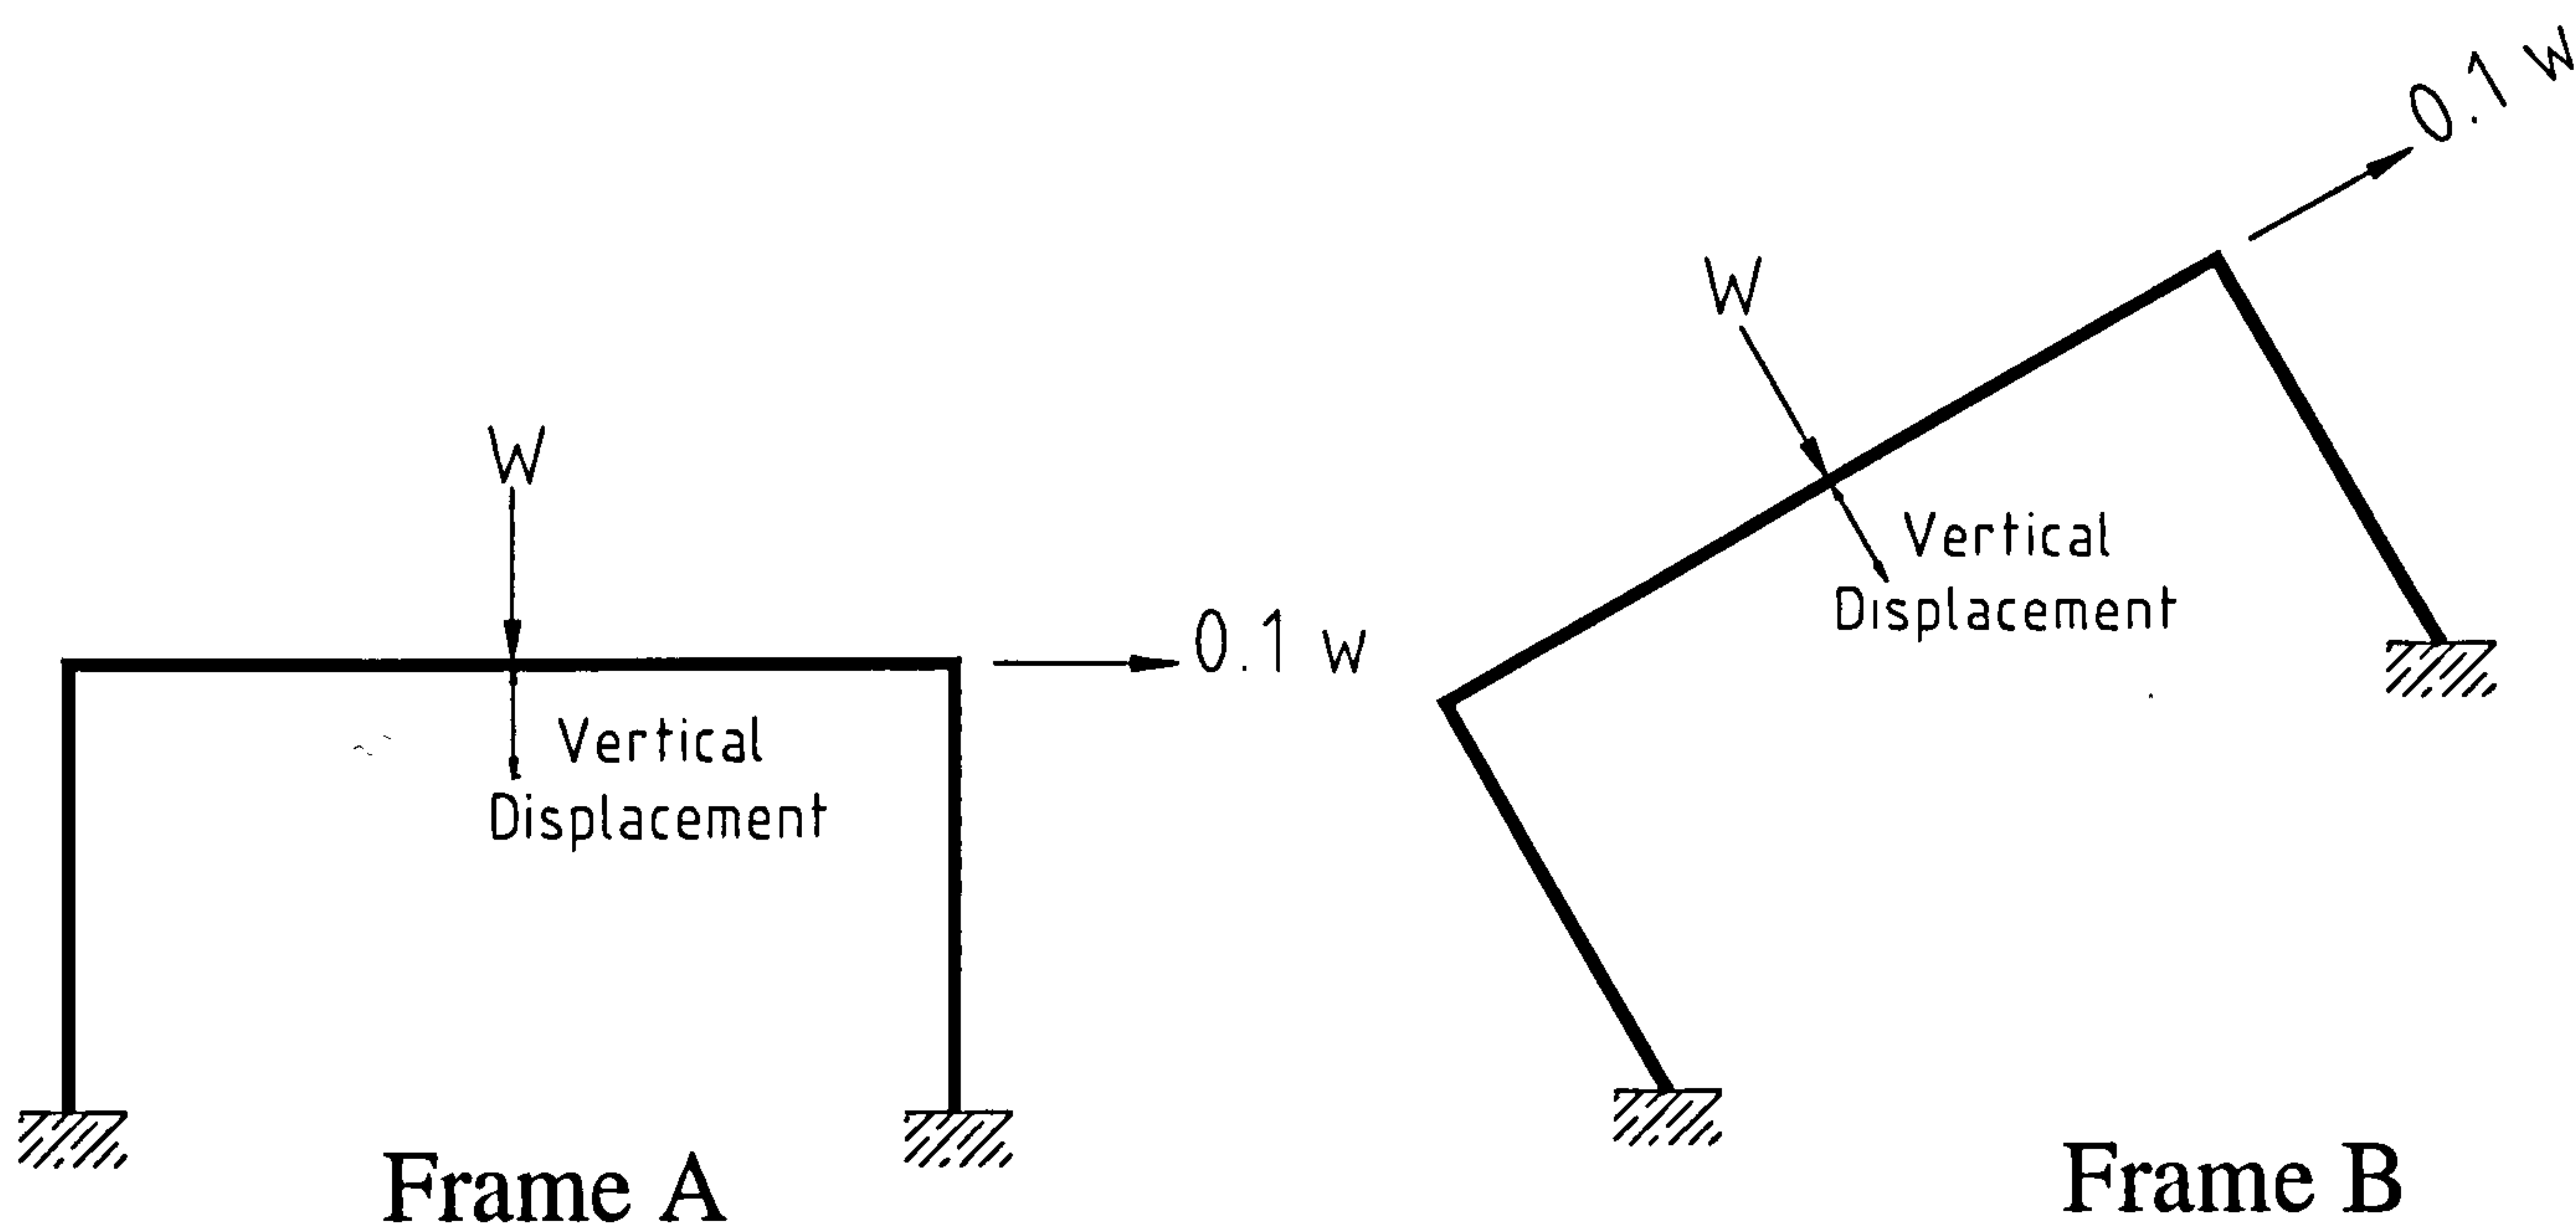 W
0.1 w
Vertical
Displacement
Frame A
W
0.1 w
Vertical
Displacement
Frame B